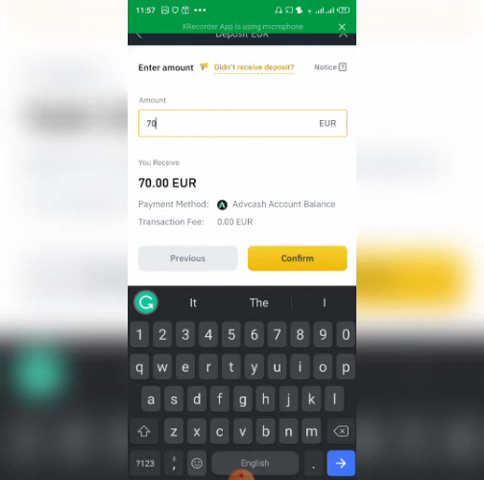 11:57
XRecorder App is using microphone
Deposit EUR
Enter amount Didn't receive deposit? Notice
Amount
70 EUR
You Receive
70.00 EUR
Payment Method: Advcash Account Balance
Transaction Fee: 0.00 EUR
Previous Confirm
It The I
1 2 3 4 5 6 7 8 9 0
q w e r t y u i o p
a s d f g h j k l
z x c v b n m
?123 , English .